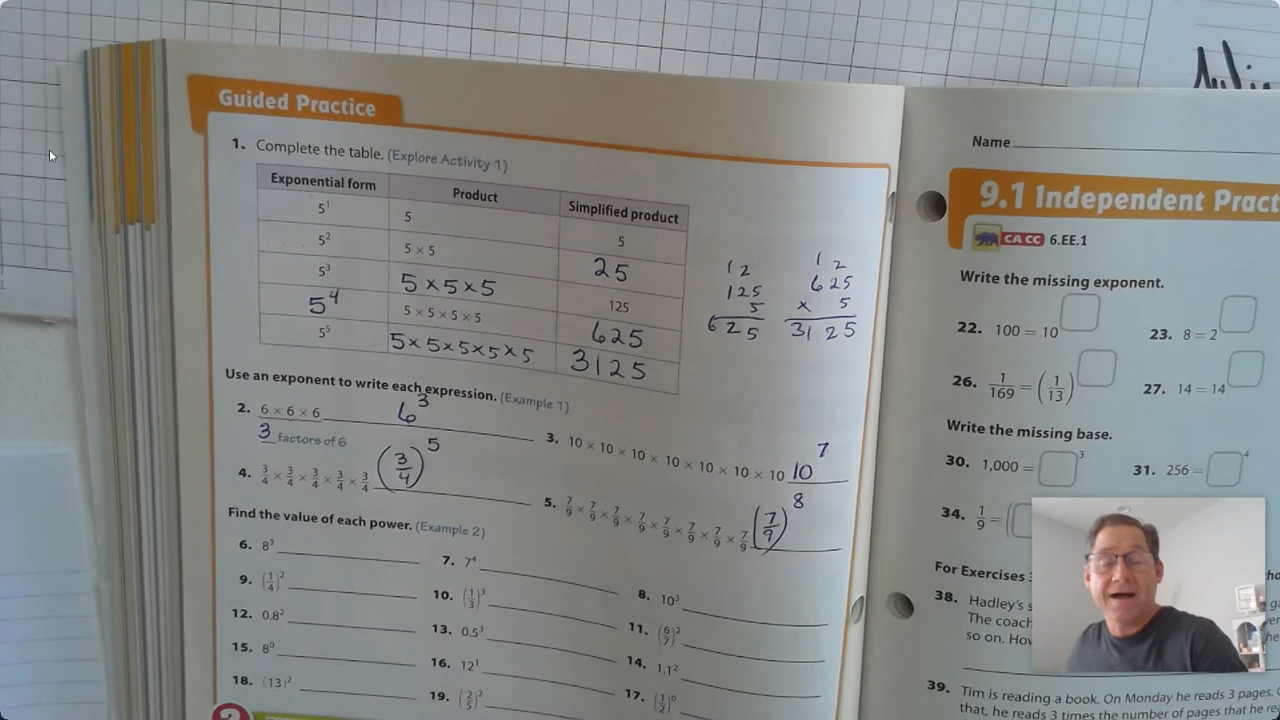 Guided Practice
1. Complete the table. (Explore Activity 1)
Exponential form Product Simplified product
5¹ 5 5
5² 5 × 5 25
5³ 5 × 5 × 5 125
5⁴ 5 × 5 × 5 × 5 625
5⁵ 5 × 5 × 5 × 5 × 5 3125
1 2
125
5
625
1 2
625
× 5
3125
Use an exponent to write each expression. (Example 1)
2. 6 × 6 × 6 6³
3 factors of 6
3. 10 × 10 × 10 × 10 × 10 × 10 × 10 10⁷
4. 3/4 × 3/4 × 3/4 × 3/4 × 3/4 (3/4)⁵
5. 7/9 × 7/9 × 7/9 × 7/9 × 7/9 × 7/9 × 7/9 × 7/9 (7/9)⁸
Find the value of each power. (Example 2)
6. 8³
7. 7⁴
8. 10³
9. (1/4)²
10. (1/3)³
11. (6/7)²
12. 0.8²
13. 0.5³
14. 1.1²
15. 8⁰
16. 12¹
17. (1/2)⁰
18. (13)²
19. (2/5)²
Name
9.1 Independent Pract
CA CC 6.EE.1
Write the missing exponent.
22. 100 = 10
23. 8 = 2
26. 1/169 = (1/13)
27. 14 = 14
Write the missing base.
30. 1,000 = ³
31. 256 = ⁴
34. 1/9 = (
For Exercises
38. Hadley's
The coach
so on.
39. Tim is reading a book. On Monday he reads 3 pages.
that, he reads 3 times the number of pages that he